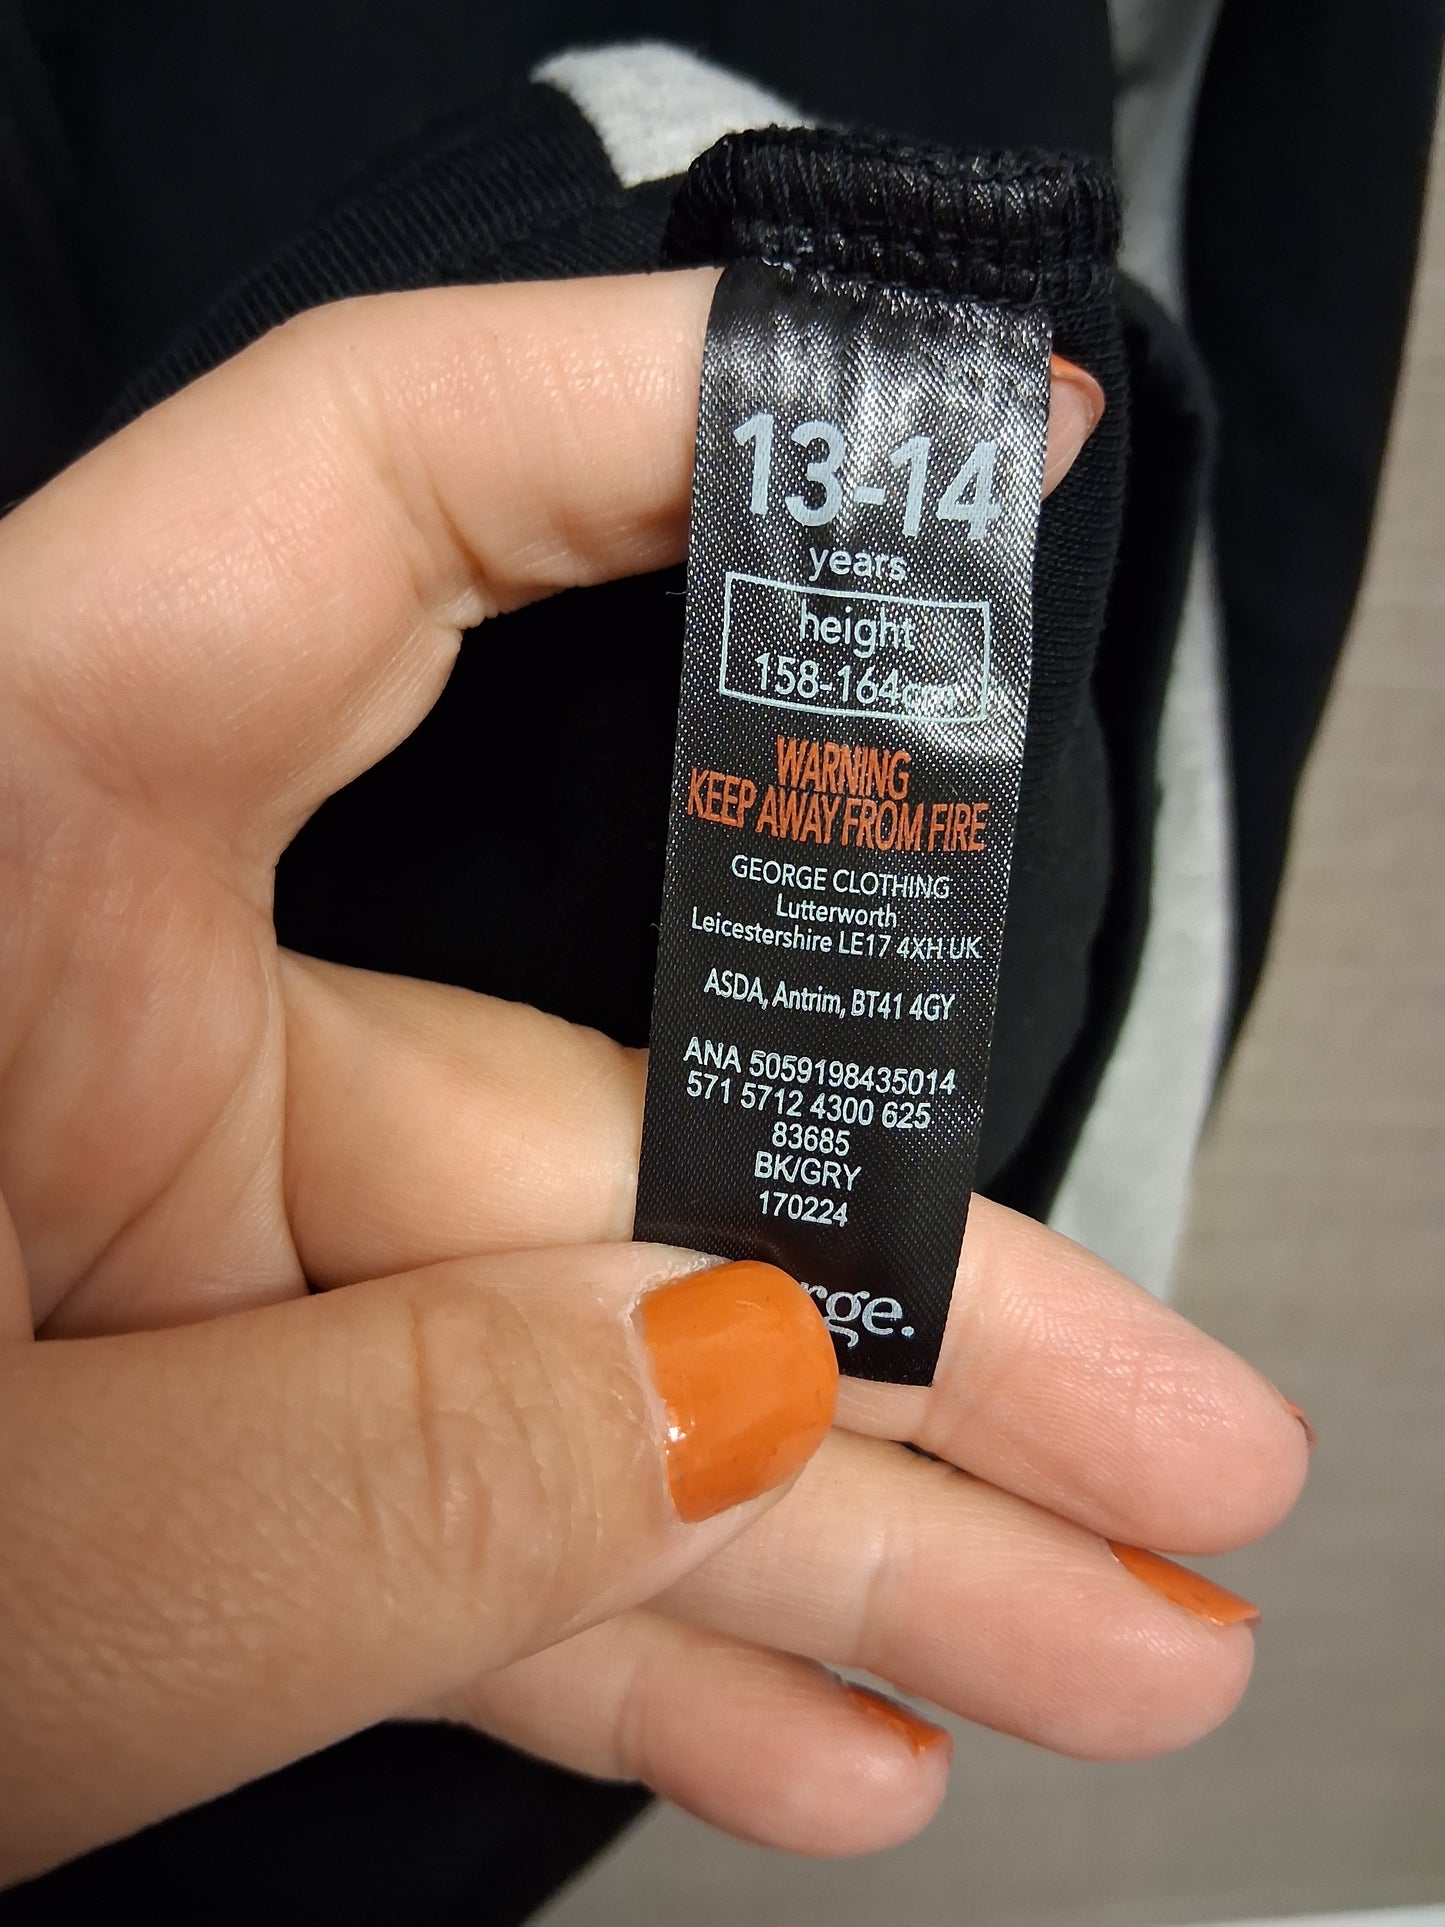 13-14
years
height
158-164cm
WARNING
KEEP AWAY FROM FIRE
GEORGE CLOTHING
Lutterworth
Leicestershire LE17 4XH UK
ASDA, Antrim, BT41 4GY
ANA 5059198435014
571 5712 4300 625
83685
BK/GRY
170224